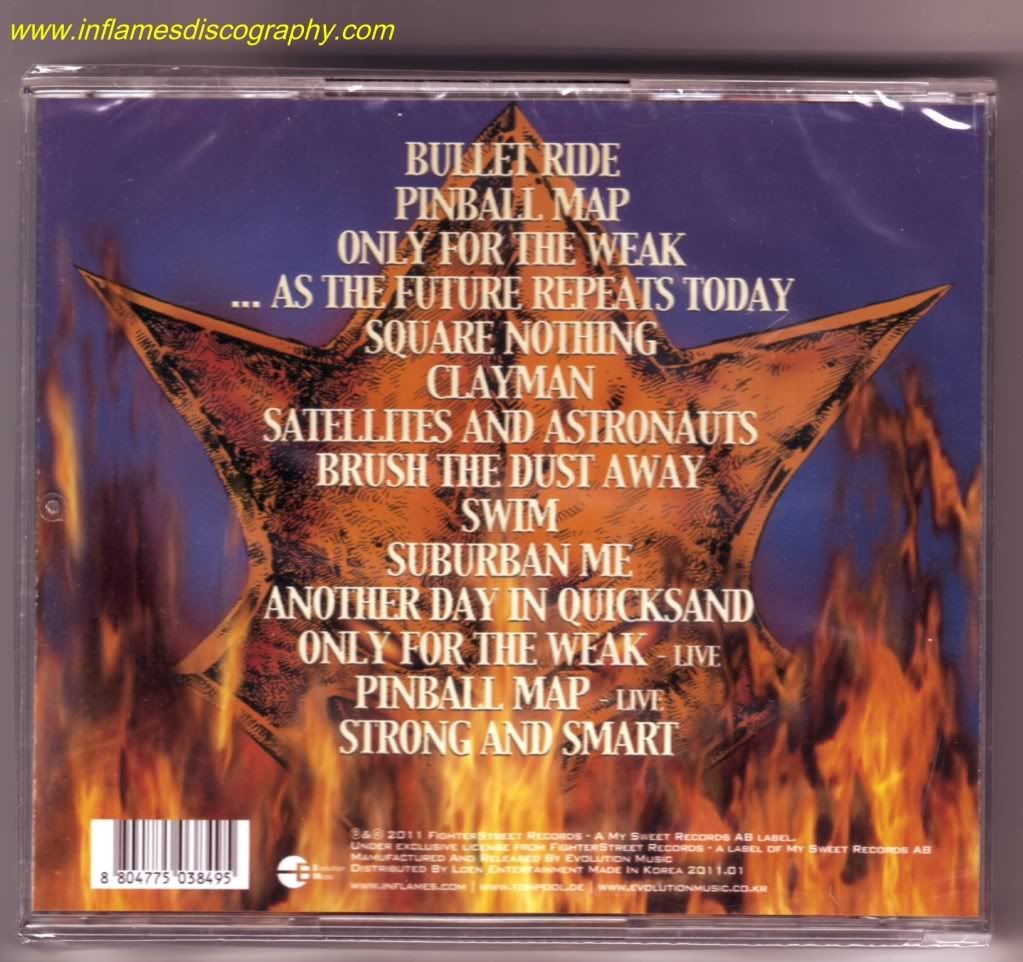 www.inflamesdiscography.com
BULLET RIDE
PINBALL MAP
ONLY FOR THE WEAK
... AS THE FUTURE REPEATS TODAY
SQUARE NOTHING
CLAYMAN
SATELLITES AND ASTRONAUTS
BRUSH THE DUST AWAY
SWIM
SUBURBAN ME
ANOTHER DAY IN QUICKSAND
ONLY FOR THE WEAK - LIVE
PINBALL MAP - LIVE
STRONG AND SMART
℗&© 2011 FIGHTERSTREET RECORDS - A MY SWEET RECORDS AB LABEL.
UNDER EXCLUSIVE LICENSE FROM FIGHTERSTREET RECORDS - A LABEL OF MY SWEET RECORDS AB
MANUFACTURED AND RELEASED BY EVOLUTION MUSIC
DISTRIBUTED BY LOEN ENTERTAINMENT MADE IN KOREA 2011.01
WWW.INFLAMES.COM | WWW.TOMPOOL.DE | WWW.EVOLUTIONMUSIC.CO.KR
Evolution
Music
8 804775 038495